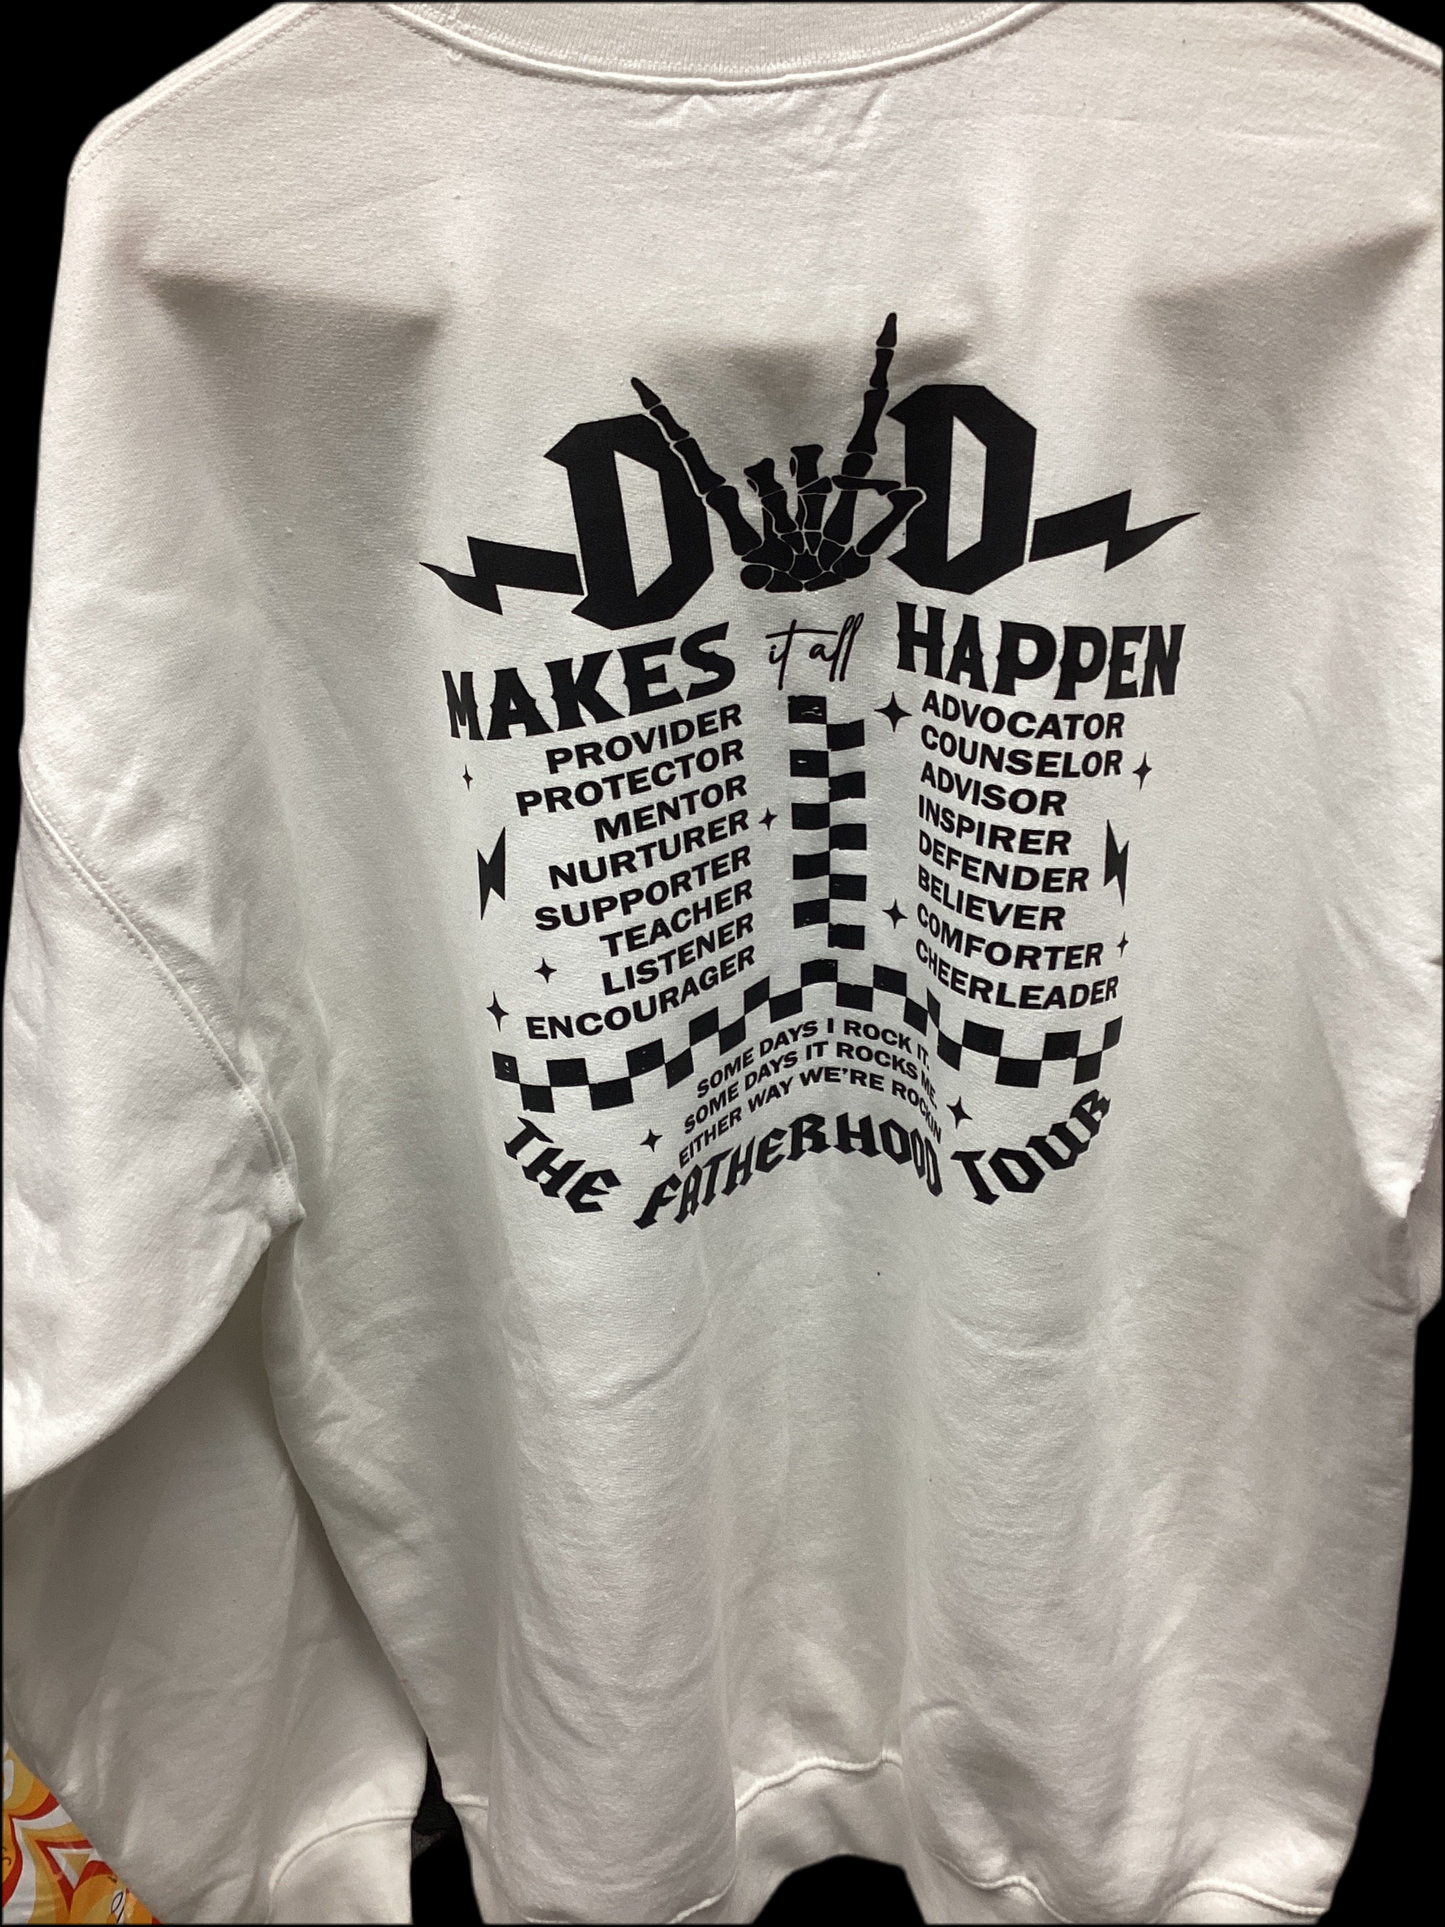 D D
MAKES it all HAPPEN
PROVIDER
PROTECTOR
MENTOR
NURTURER
SUPPORTER
TEACHER
LISTENER
ENCOURAGER
ADVOCATOR
COUNSELOR
ADVISOR
INSPIRER
DEFENDER
BELIEVER
COMFORTER
CHEERLEADER
SOME DAYS I ROCK IT.
SOME DAYS IT ROCKS ME.
EITHER WAY WE'RE ROCKIN
THE FATHERHOOD TOUR